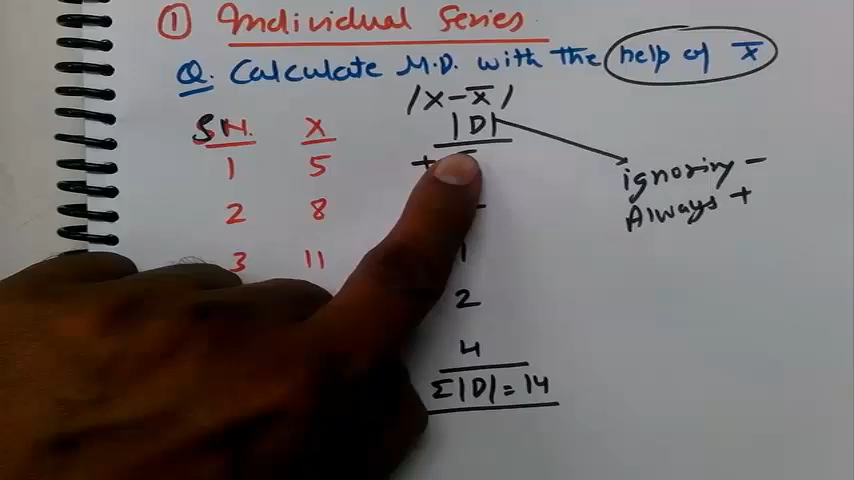 ① Individual Series
Q. Calculate M.D. with the help of x̄
/x-x̄/
S.N. X |D|
1 5 +
ignoring -
Always +
2 8
3 11 1
2
4
Σ|D| = 14